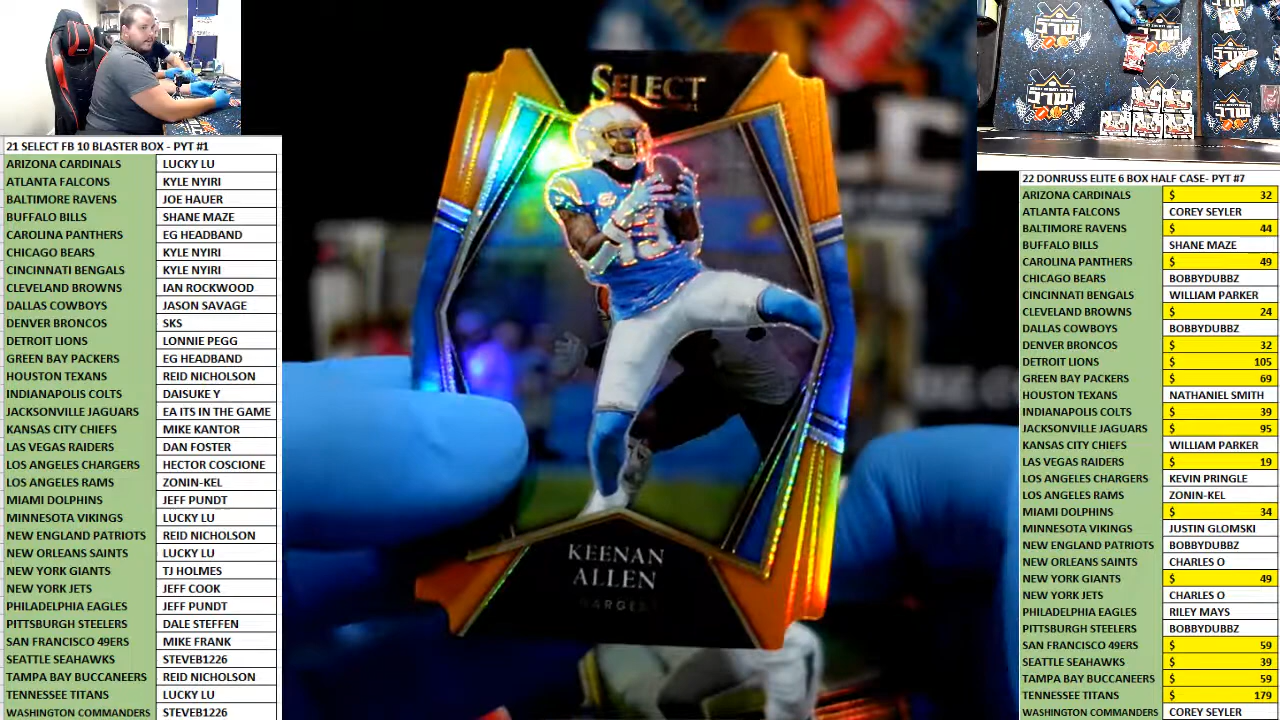 21 SELECT FB 10 BLASTER BOX - PYT #1
ARIZONA CARDINALS LUCKY LU
ATLANTA FALCONS KYLE NYIRI
BALTIMORE RAVENS JOE HAUER
BUFFALO BILLS SHANE MAZE
CAROLINA PANTHERS EG HEADBAND
CHICAGO BEARS KYLE NYIRI
CINCINNATI BENGALS KYLE NYIRI
CLEVELAND BROWNS IAN ROCKWOOD
DALLAS COWBOYS JASON SAVAGE
DENVER BRONCOS SKS
DETROIT LIONS LONNIE PEGG
GREEN BAY PACKERS EG HEADBAND
HOUSTON TEXANS REID NICHOLSON
INDIANAPOLIS COLTS DAISUKE Y
JACKSONVILLE JAGUARS EA ITS IN THE GAME
KANSAS CITY CHIEFS MIKE KANTOR
LAS VEGAS RAIDERS DAN FOSTER
LOS ANGELES CHARGERS HECTOR COSCIONE
LOS ANGELES RAMS ZONIN-KEL
MIAMI DOLPHINS JEFF PUNDT
MINNESOTA VIKINGS LUCKY LU
NEW ENGLAND PATRIOTS REID NICHOLSON
NEW ORLEANS SAINTS LUCKY LU
NEW YORK GIANTS TJ HOLMES
NEW YORK JETS JEFF COOK
PHILADELPHIA EAGLES JEFF PUNDT
PITTSBURGH STEELERS DALE STEFFEN
SAN FRANCISCO 49ERS MIKE FRANK
SEATTLE SEAHAWKS STEVEB1226
TAMPA BAY BUCCANEERS REID NICHOLSON
TENNESSEE TITANS LUCKY LU
WASHINGTON COMMANDERS STEVEB1226
SELECT
KEENAN
ALLEN
22 DONRUSS ELITE 6 BOX HALF CASE- PYT #7
ARIZONA CARDINALS $ 32
ATLANTA FALCONS COREY SEYLER
BALTIMORE RAVENS $ 44
BUFFALO BILLS SHANE MAZE
CAROLINA PANTHERS $ 49
CHICAGO BEARS BOBBYDUBBZ
CINCINNATI BENGALS WILLIAM PARKER
CLEVELAND BROWNS $ 24
DALLAS COWBOYS BOBBYDUBBZ
DENVER BRONCOS $ 32
DETROIT LIONS $ 105
GREEN BAY PACKERS $ 69
HOUSTON TEXANS NATHANIEL SMITH
INDIANAPOLIS COLTS $ 39
JACKSONVILLE JAGUARS $ 95
KANSAS CITY CHIEFS WILLIAM PARKER
LAS VEGAS RAIDERS $ 19
LOS ANGELES CHARGERS KEVIN PRINGLE
LOS ANGELES RAMS ZONIN-KEL
MIAMI DOLPHINS $ 34
MINNESOTA VIKINGS JUSTIN GLOMSKI
NEW ENGLAND PATRIOTS BOBBYDUBBZ
NEW ORLEANS SAINTS CHARLES O
NEW YORK GIANTS $ 49
NEW YORK JETS CHARLES O
PHILADELPHIA EAGLES RILEY MAYS
PITTSBURGH STEELERS BOBBYDUBBZ
SAN FRANCISCO 49ERS $ 59
SEATTLE SEAHAWKS $ 39
TAMPA BAY BUCCANEERS $ 59
TENNESSEE TITANS $ 179
WASHINGTON COMMANDERS COREY SEYLER